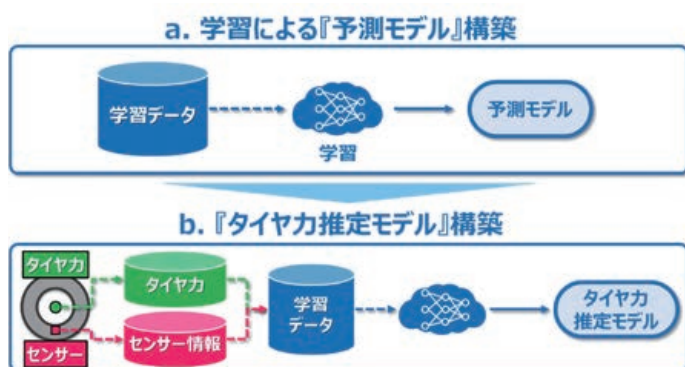 a. 学習による『予測モデル』構築
学習データ
学習
予測モデル
b.『タイヤ力推定モデル』構築
タイヤ力
センサー
タイヤ力
センサー情報
学習
データ
タイヤ力
推定モデル